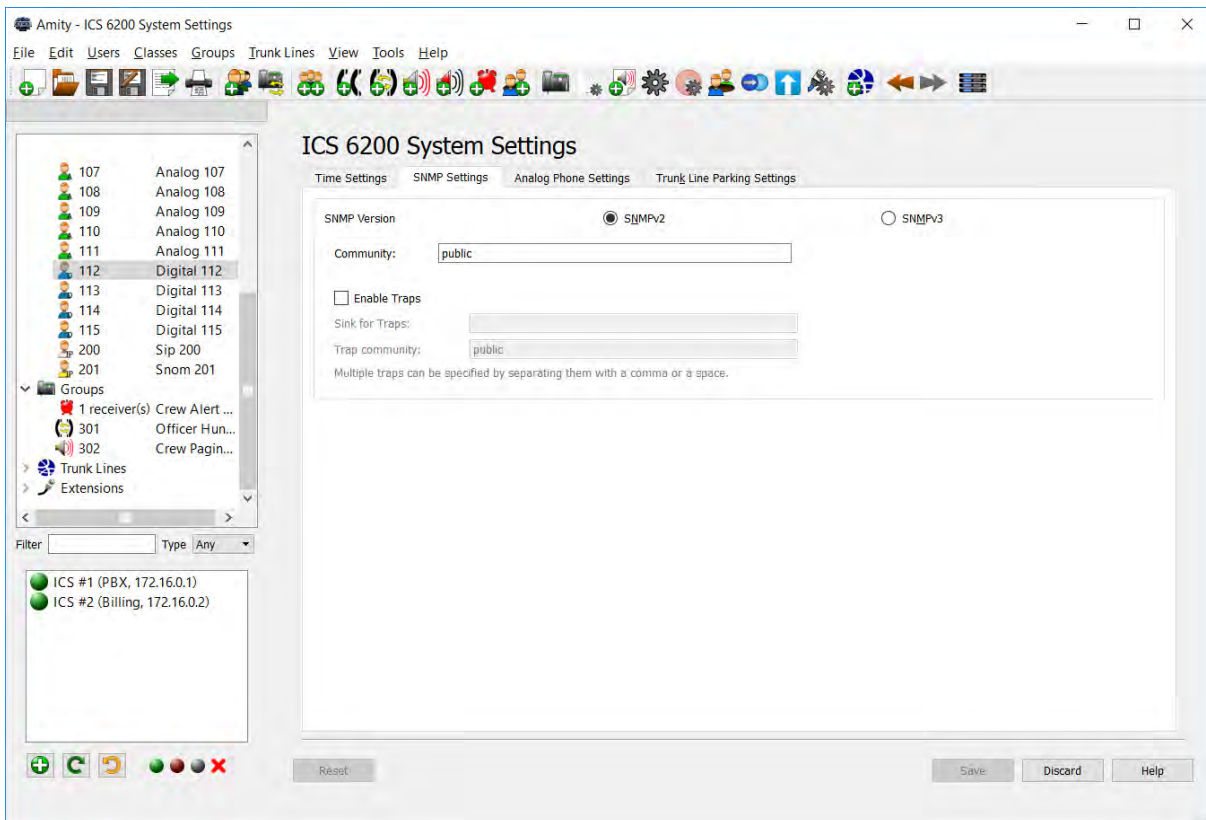 Amity - ICS 6200 System Settings
File Edit Users Classes Groups Trunk Lines View Tools Help
107 Analog 107
108 Analog 108
109 Analog 109
110 Analog 110
111 Analog 111
112 Digital 112
113 Digital 113
114 Digital 114
115 Digital 115
200 Sip 200
201 Snom 201
Groups
1 receiver(s) Crew Alert ...
301 Officer Hun...
302 Crew Pagin...
Trunk Lines
Extensions
Filter Type Any
ICS #1 (PBX, 172.16.0.1)
ICS #2 (Billing, 172.16.0.2)
ICS 6200 System Settings
Time Settings SNMP Settings Analog Phone Settings Trunk Line Parking Settings
SNMP Version SNMPv2 SNMPv3
Community: public
Enable Traps
Sink for Traps:
Trap community: public
Multiple traps can be specified by separating them with a comma or a space.
Reset Save Discard Help